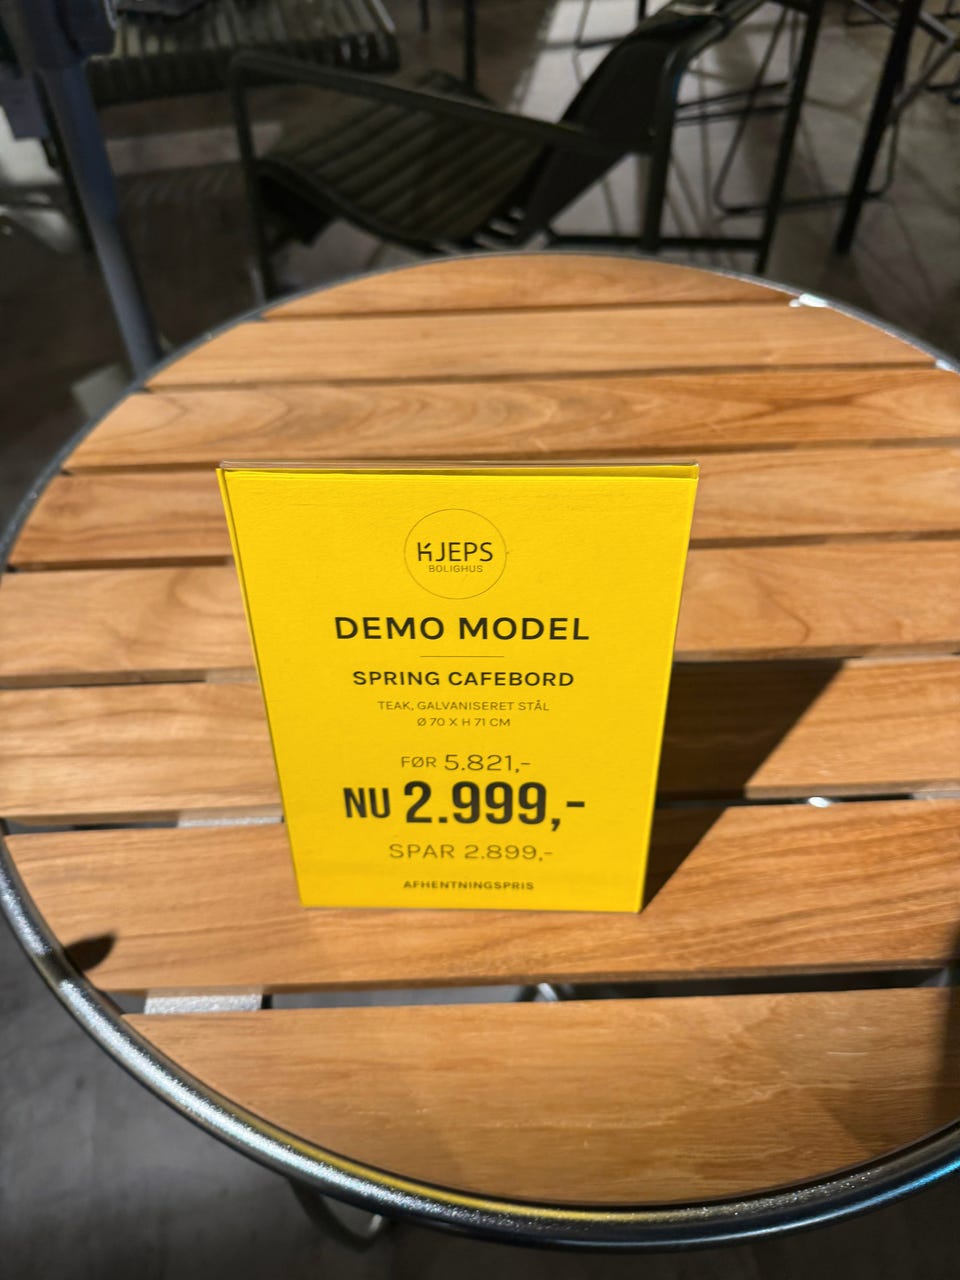 KJEPS
BOLIGHUS
DEMO MODEL
SPRING CAFEBORD
TEAK, GALVANISERET STÅL
Ø 70 X H 71 CM
FØR 5.821,-
NU 2.999,-
SPAR 2.899,-
AFHENTNINGSPRIS